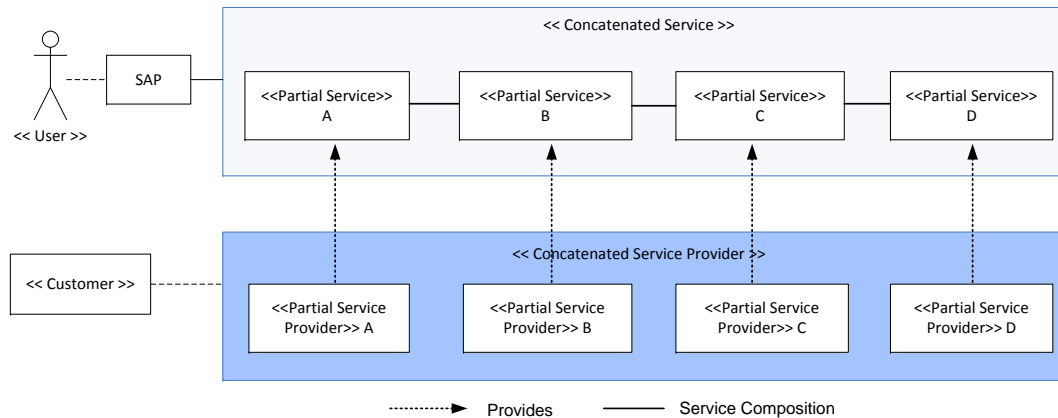 << Concatenated Service >>
SAP
<< User >>
<<Partial Service>>
A
<<Partial Service>>
B
<<Partial Service>>
C
<<Partial Service>>
D
<< Concatenated Service Provider >>
<< Customer >>
<<Partial Service
Provider>> A
<<Partial Service
Provider>> B
<<Partial Service
Provider>> C
<<Partial Service
Provider>> D
Provides
Service Composition